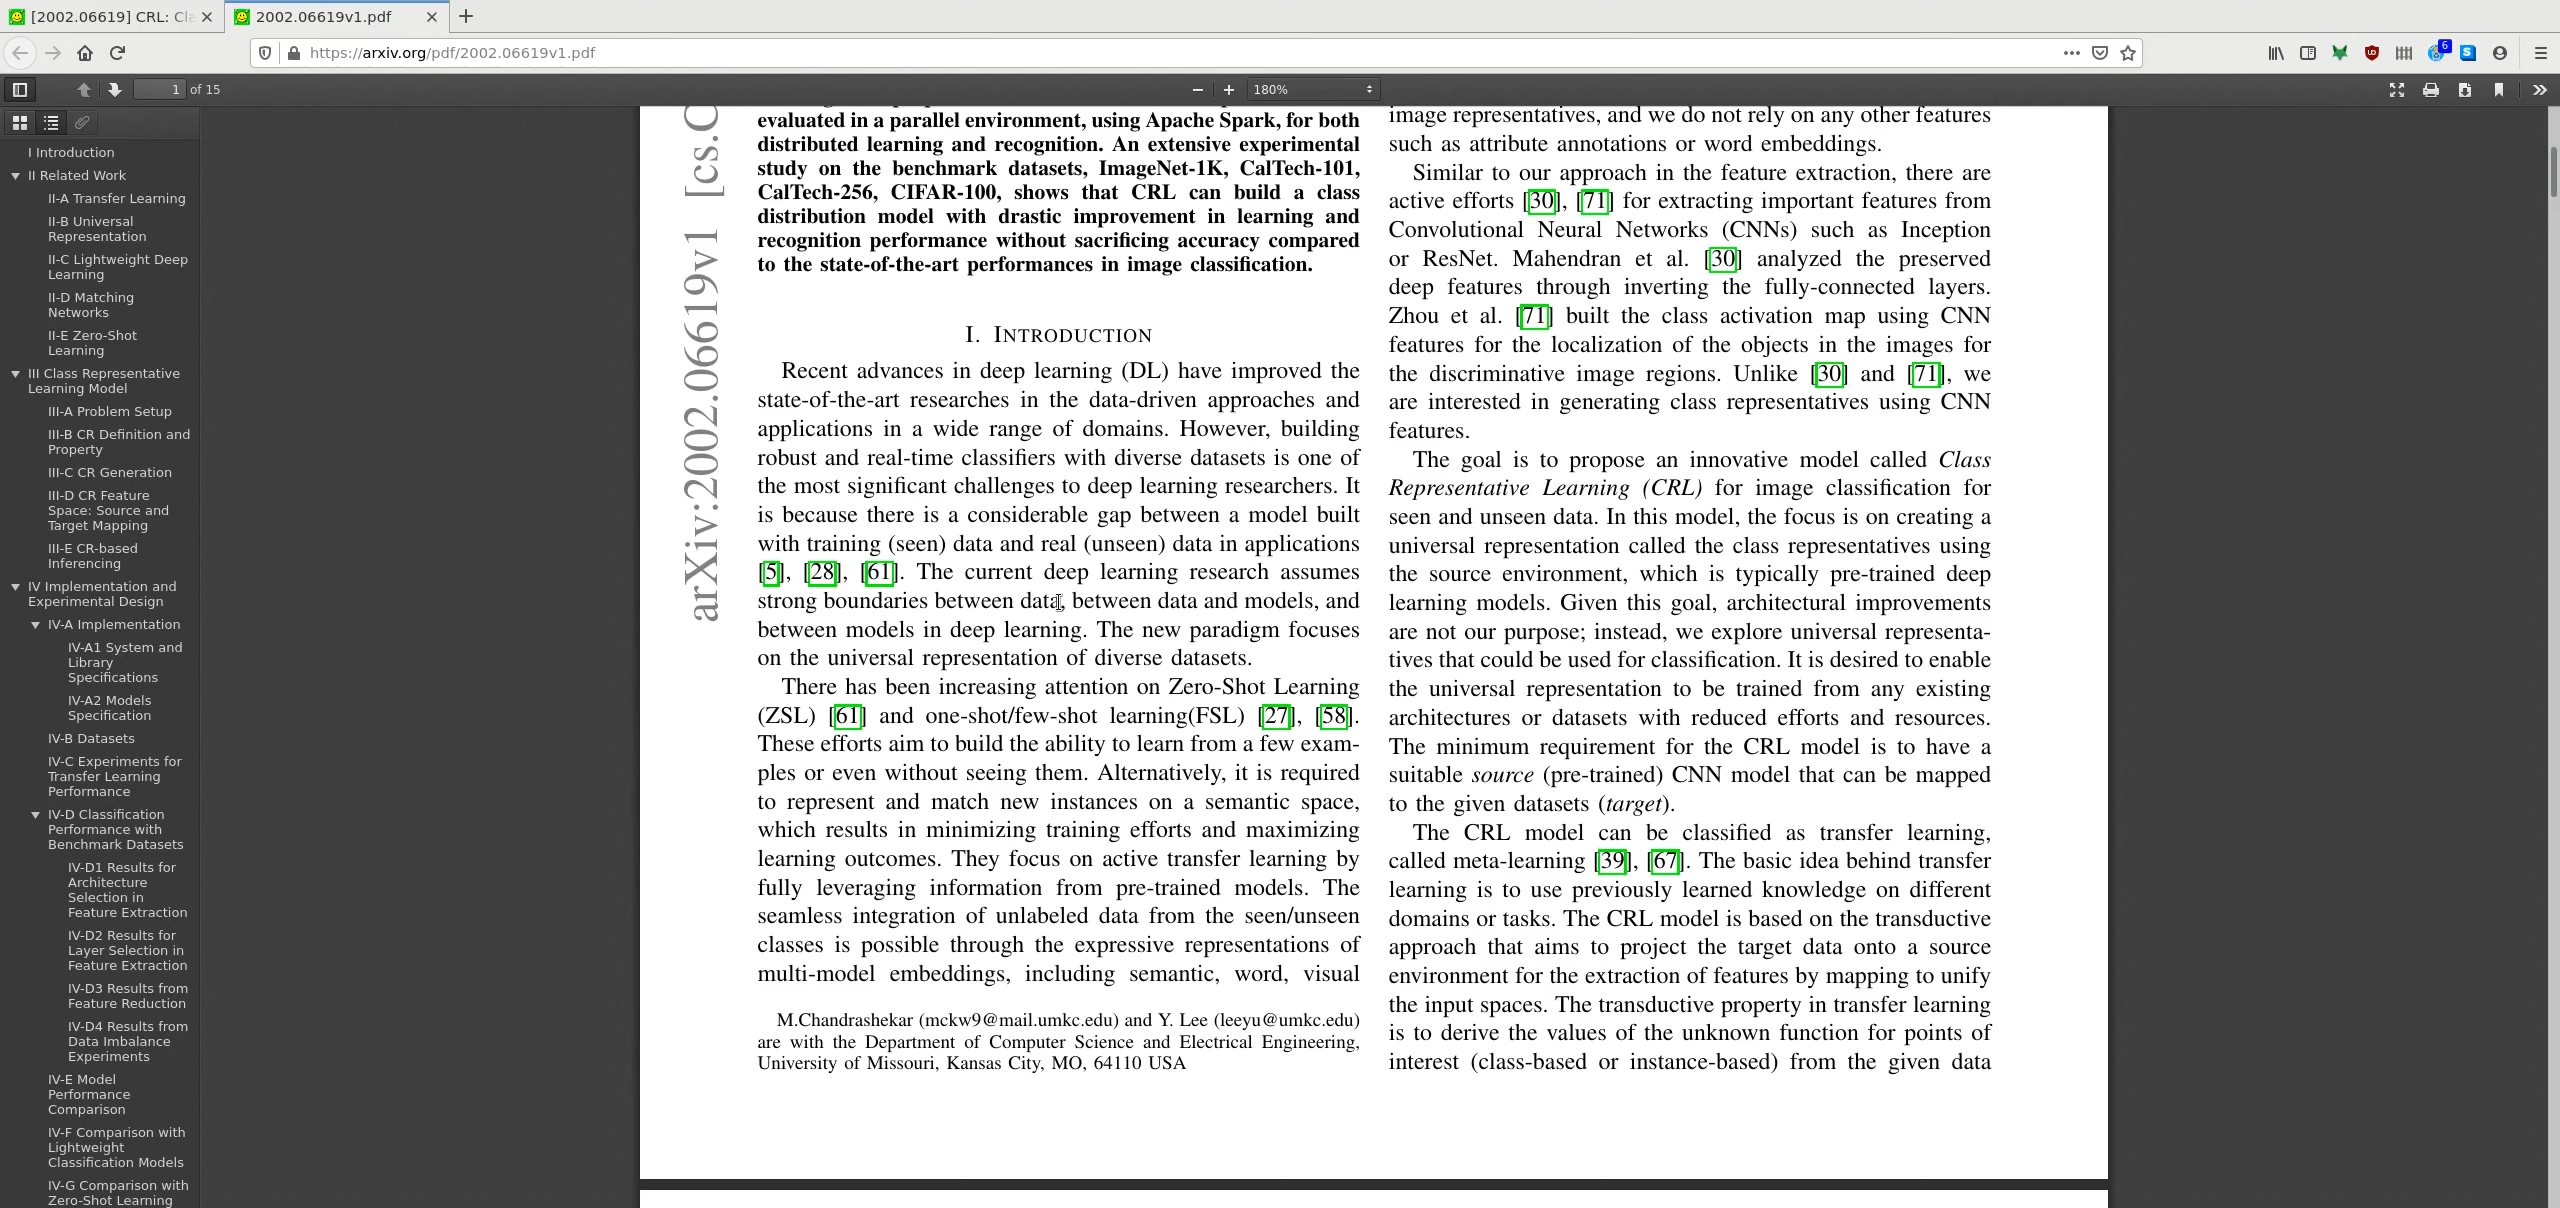 [2002.06619] CRL: Cla
2002.06619v1.pdf
https://arxiv.org/pdf/2002.06619v1.pdf
6
1 of 15
180%
I Introduction
II Related Work
II-A Transfer Learning
II-B Universal
Representation
II-C Lightweight Deep
Learning
II-D Matching
Networks
II-E Zero-Shot
Learning
III Class Representative
Learning Model
III-A Problem Setup
III-B CR Definition and
Property
III-C CR Generation
III-D CR Feature
Space: Source and
Target Mapping
III-E CR-based
Inferencing
IV Implementation and
Experimental Design
IV-A Implementation
IV-A1 System and
Library
Specifications
IV-A2 Models
Specification
IV-B Datasets
IV-C Experiments for
Transfer Learning
Performance
IV-D Classification
Performance with
Benchmark Datasets
IV-D1 Results for
Architecture
Selection in
Feature Extraction
IV-D2 Results for
Layer Selection in
Feature Extraction
IV-D3 Results from
Feature Reduction
IV-D4 Results from
Data Imbalance
Experiments
IV-E Model
Performance
Comparison
IV-F Comparison with
Lightweight
Classification Models
IV-G Comparison with
Zero-Shot Learning
arXiv:2002.06619v1 [cs.C
evaluated in a parallel environment, using Apache Spark, for both
distributed learning and recognition. An extensive experimental
study on the benchmark datasets, ImageNet-1K, CalTech-101,
CalTech-256, CIFAR-100, shows that CRL can build a class
distribution model with drastic improvement in learning and
recognition performance without sacrificing accuracy compared
to the state-of-the-art performances in image classification.
I. INTRODUCTION
Recent advances in deep learning (DL) have improved the
state-of-the-art researches in the data-driven approaches and
applications in a wide range of domains. However, building
robust and real-time classifiers with diverse datasets is one of
the most significant challenges to deep learning researchers. It
is because there is a considerable gap between a model built
with training (seen) data and real (unseen) data in applications
[5], [28], [61]. The current deep learning research assumes
strong boundaries between data, between data and models, and
between models in deep learning. The new paradigm focuses
on the universal representation of diverse datasets.
There has been increasing attention on Zero-Shot Learning
(ZSL) [61] and one-shot/few-shot learning(FSL) [27], [58].
These efforts aim to build the ability to learn from a few exam-
ples or even without seeing them. Alternatively, it is required
to represent and match new instances on a semantic space,
which results in minimizing training efforts and maximizing
learning outcomes. They focus on active transfer learning by
fully leveraging information from pre-trained models. The
seamless integration of unlabeled data from the seen/unseen
classes is possible through the expressive representations of
multi-model embeddings, including semantic, word, visual
M.Chandrashekar (mckw9@mail.umkc.edu) and Y. Lee (leeyu@umkc.edu)
are with the Department of Computer Science and Electrical Engineering,
University of Missouri, Kansas City, MO, 64110 USA
image representatives, and we do not rely on any other features
such as attribute annotations or word embeddings.
Similar to our approach in the feature extraction, there are
active efforts [30], [71] for extracting important features from
Convolutional Neural Networks (CNNs) such as Inception
or ResNet. Mahendran et al. [30] analyzed the preserved
deep features through inverting the fully-connected layers.
Zhou et al. [71] built the class activation map using CNN
features for the localization of the objects in the images for
the discriminative image regions. Unlike [30] and [71], we
are interested in generating class representatives using CNN
features.
The goal is to propose an innovative model called Class
Representative Learning (CRL) for image classification for
seen and unseen data. In this model, the focus is on creating a
universal representation called the class representatives using
the source environment, which is typically pre-trained deep
learning models. Given this goal, architectural improvements
are not our purpose; instead, we explore universal representa-
tives that could be used for classification. It is desired to enable
the universal representation to be trained from any existing
architectures or datasets with reduced efforts and resources.
The minimum requirement for the CRL model is to have a
suitable source (pre-trained) CNN model that can be mapped
to the given datasets (target).
The CRL model can be classified as transfer learning,
called meta-learning [39], [67]. The basic idea behind transfer
learning is to use previously learned knowledge on different
domains or tasks. The CRL model is based on the transductive
approach that aims to project the target data onto a source
environment for the extraction of features by mapping to unify
the input spaces. The transductive property in transfer learning
is to derive the values of the unknown function for points of
interest (class-based or instance-based) from the given data